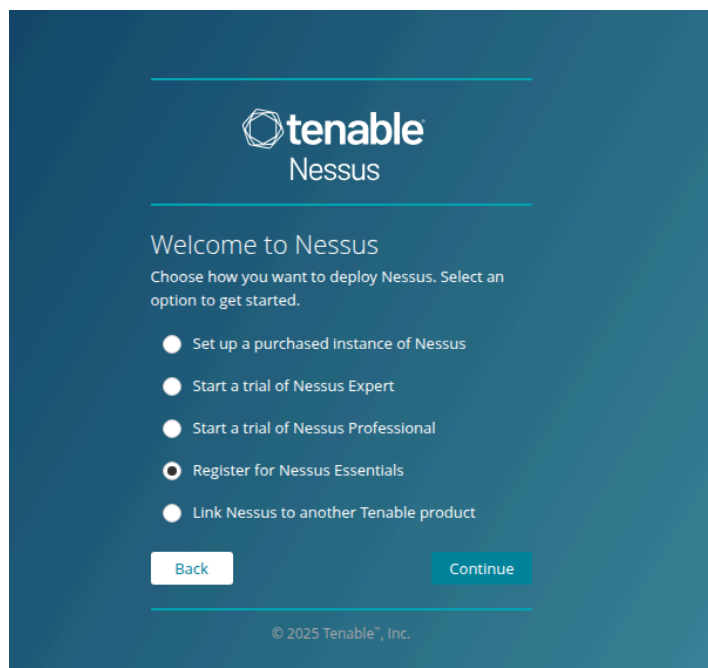 tenable
Nessus
Welcome to Nessus
Choose how you want to deploy Nessus. Select an
option to get started.
Set up a purchased instance of Nessus
Start a trial of Nessus Expert
Start a trial of Nessus Professional
Register for Nessus Essentials
Link Nessus to another Tenable product
Back
Continue
© 2025 Tenable™, Inc.